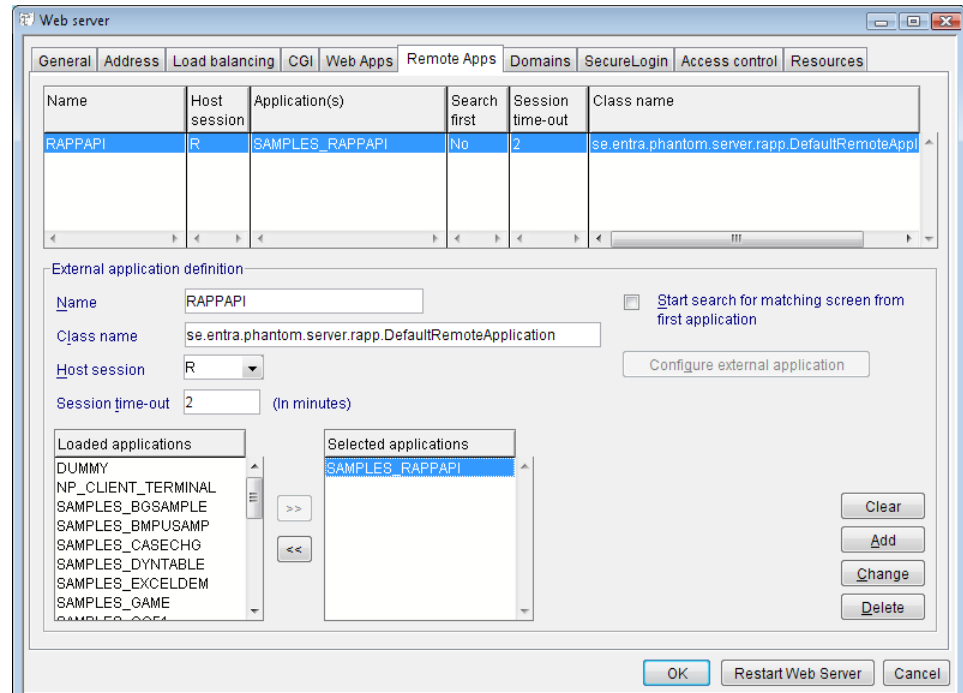 Web server
General Address Load balancing CGI Web Apps Remote Apps Domains SecureLogin Access control Resources
Name Host session Application(s) Search first Session time-out Class name
RAPPAPI R SAMPLES_RAPPAPI No 2 se.entra.phantom.server.rapp.DefaultRemoteAppl
External application definition
Name RAPPAPI
Start search for matching screen from
first application
Class name se.entra.phantom.server.rapp.DefaultRemoteApplication
Host session R
Configure external application
Session time-out 2 (In minutes)
Loaded applications
DUMMY
NP_CLIENT_TERMINAL
SAMPLES_BGSAMPLE
SAMPLES_BMPUSAMP
SAMPLES_CASECHG
SAMPLES_DYNTABLE
SAMPLES_EXCELDEM
SAMPLES_GAME
>>
<<
Selected applications
SAMPLES_RAPPAPI
Clear
Add
Change
Delete
OK Restart Web Server Cancel